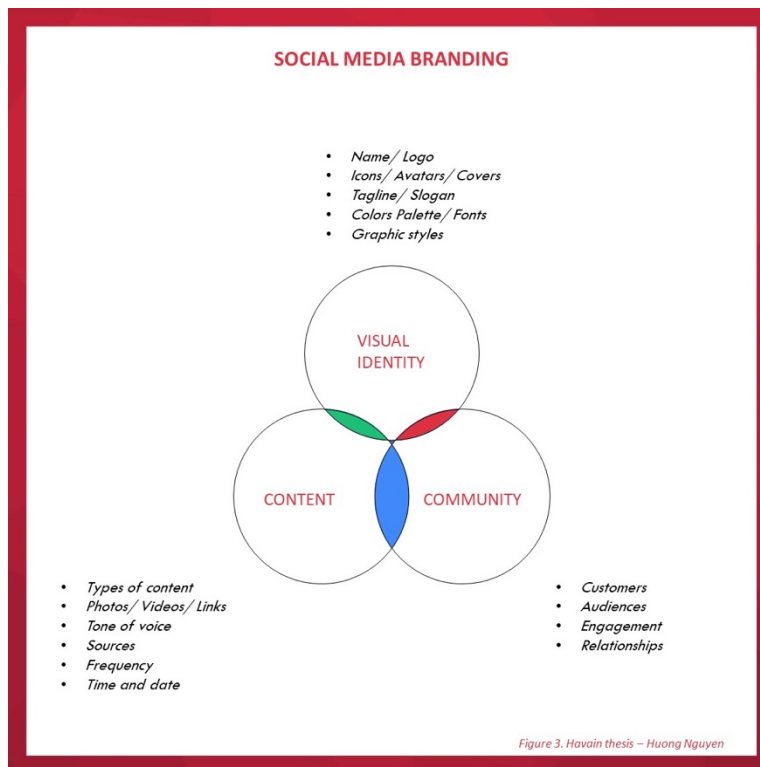 SOCIAL MEDIA BRANDING
• Name/ Logo
• Icons/ Avatars/ Covers
• Tagline/ Slogan
• Colors Palette/ Fonts
• Graphic styles
VISUAL
IDENTITY
CONTENT
COMMUNITY
• Types of content
• Photos/ Videos/ Links
• Tone of voice
• Sources
• Frequency
• Time and date
• Customers
• Audiences
• Engagement
• Relationships
Figure 3. Havain thesis – Huong Nguyen